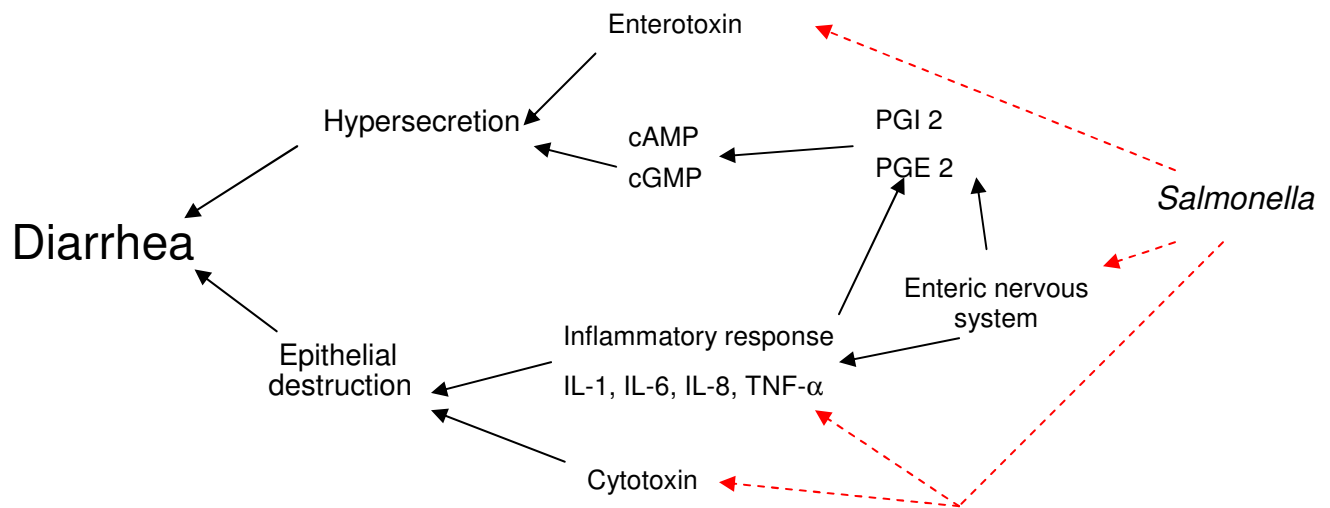 Enterotoxin
Hypersecretion
cAMP
cGMP
PGI 2
PGE 2
Salmonella
Diarrhea
Enteric nervous
system
Inflammatory response
IL-1, IL-6, IL-8, TNF-α
Epithelial
destruction
Cytotoxin